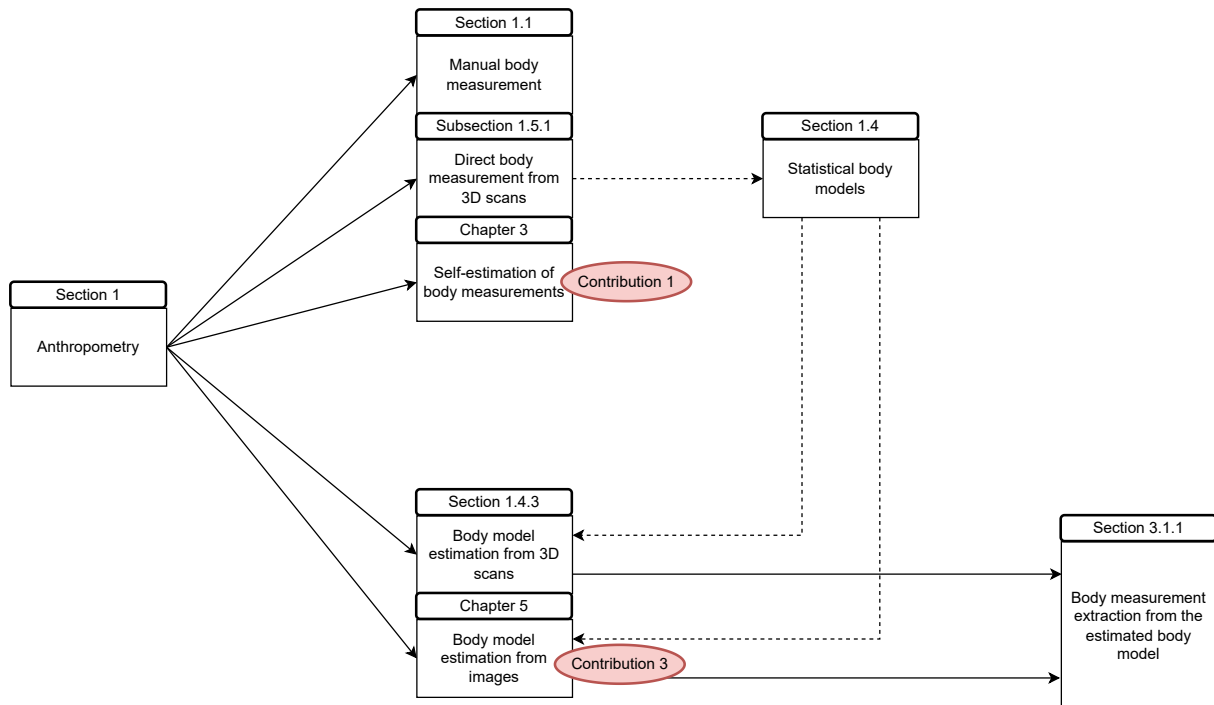 Section 1.1
Manual body
measurement
Subsection 1.5.1
Direct body
measurement from
3D scans
Section 1.4
Statistical body
models
Chapter 3
Self-estimation of
body measurements
Contribution 1
Section 1
Anthropometry
Section 1.4.3
Body model
estimation from 3D
scans
Chapter 5
Body model
estimation from
images
Contribution 3
Section 3.1.1
Body measurement
extraction from the
estimated body
model